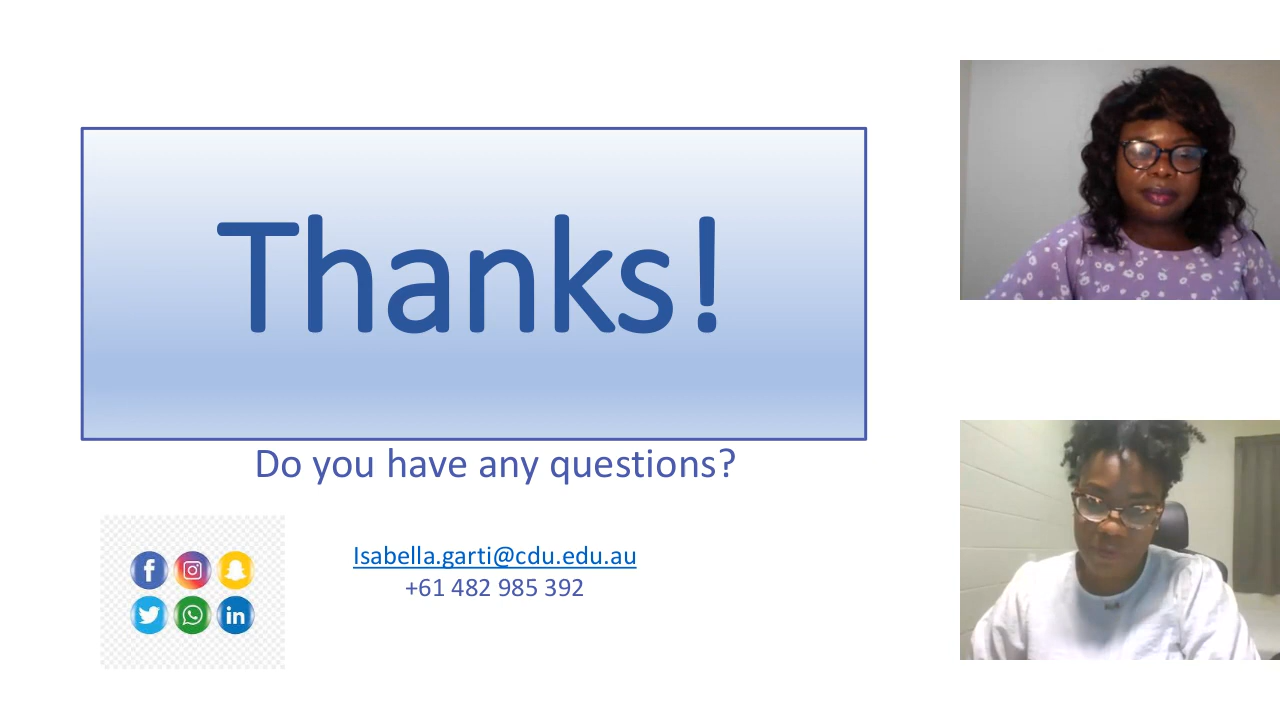 Thanks!
Do you have any questions?
Isabella.garti@cdu.edu.au
+61 482 985 392